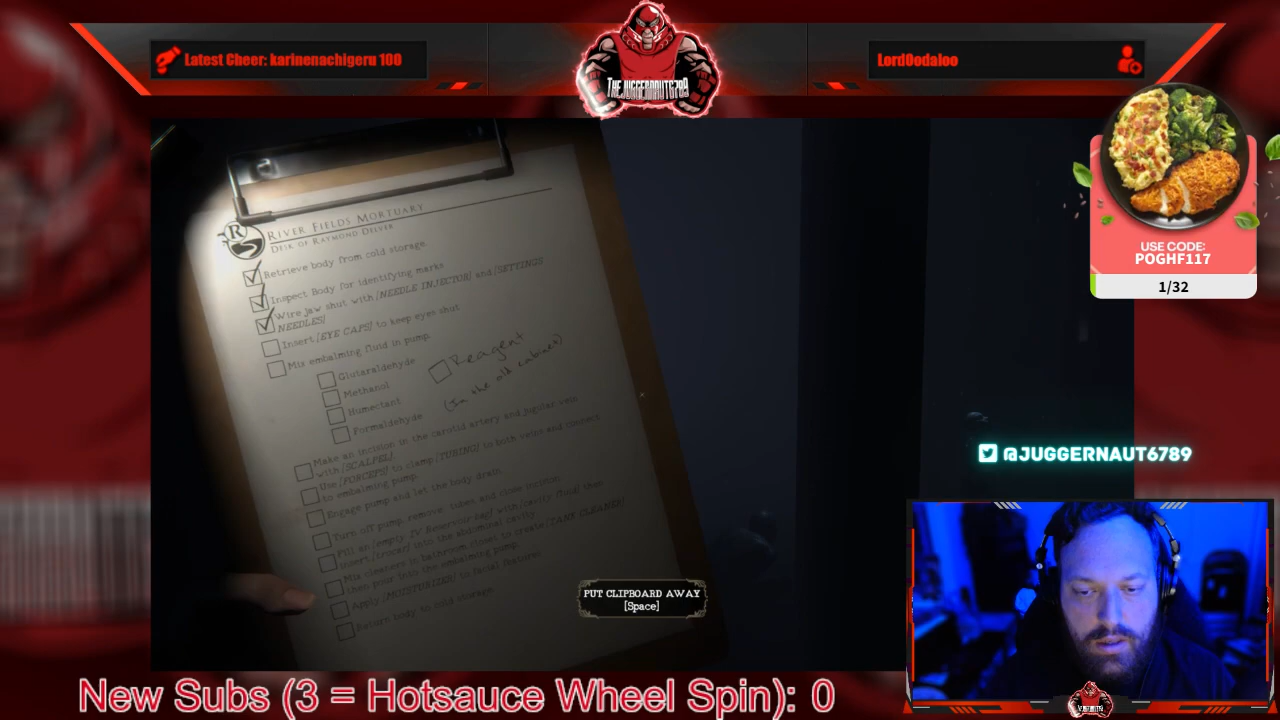 Latest Cheer: karinenachigeru 100
LordOodaloo
TheJuggernaut6789
USE CODE:
POGHF117
1/32
R
RIVER FIELDS MORTUARY
DESK OF RAYMOND DELVER
Retrieve body from cold storage.
Inspect Body for identifying marks
Wire jaw shut with [NEEDLE INJECTOR] and [SETTINGS
NEEDLES]
Insert [EYE CAPS] to keep eyes shut
Mix embalming fluid in pump.
Glutaraldehyde
Reagent
Methanol
(In the old cabinet)
Humectant
Formaldehyde
Make an incision in the carotid artery and jugular vein
with [SCALPEL]
Use [FORCEPS] to clamp [TUBING] to both veins and connect
to embalming pump.
Engage pump and let the body drain.
Turn off pump, remove tubes and close incision.
Fill an [empty IV Reservoir bag] with [cavity fluid] then
insert [trocar] into the abdominal cavity
Mix cleaners in bathroom closet to create [TANK CLEANER]
then pour into the embalming pump.
Apply [MOISTURIZER] to facial features
Return body to cold storage.
PUT CLIPBOARD AWAY
[Space]
@JUGGERNAUT6789
New Subs (3 = Hotsauce Wheel Spin): 0